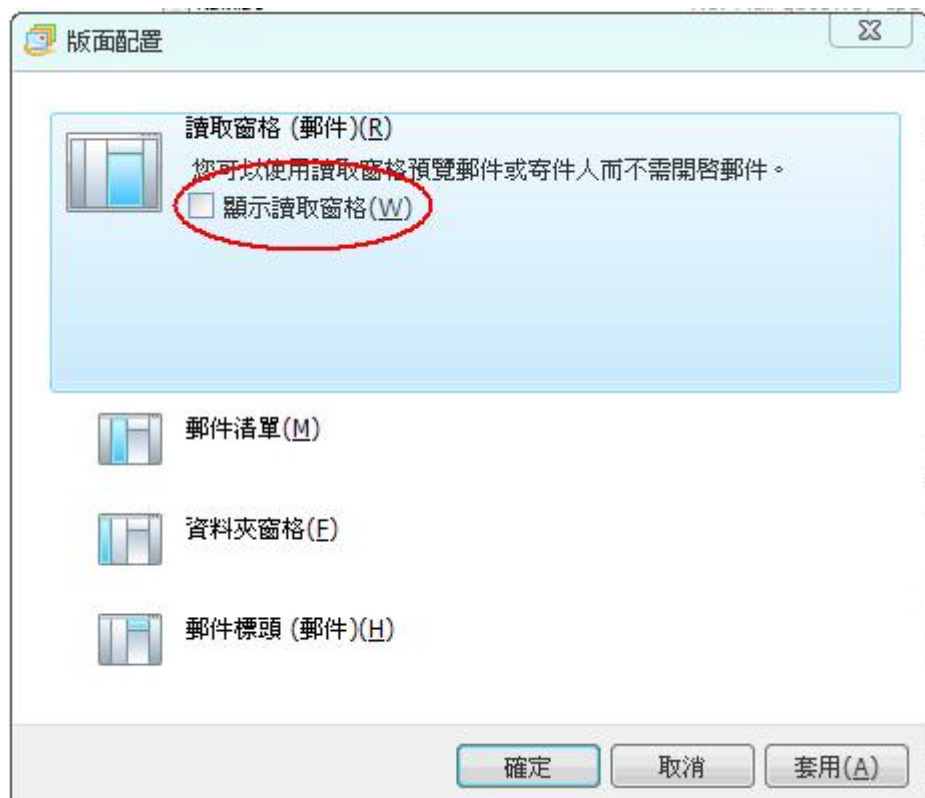 版面配置
讀取窗格 (郵件)(R)
您可以使用讀取窗格預覽郵件或寄件人而不需開啓郵件。
顯示讀取窗格(W)
郵件清單(M)
資料夾窗格(F)
郵件標頭 (郵件)(H)
確定
取消
套用(A)